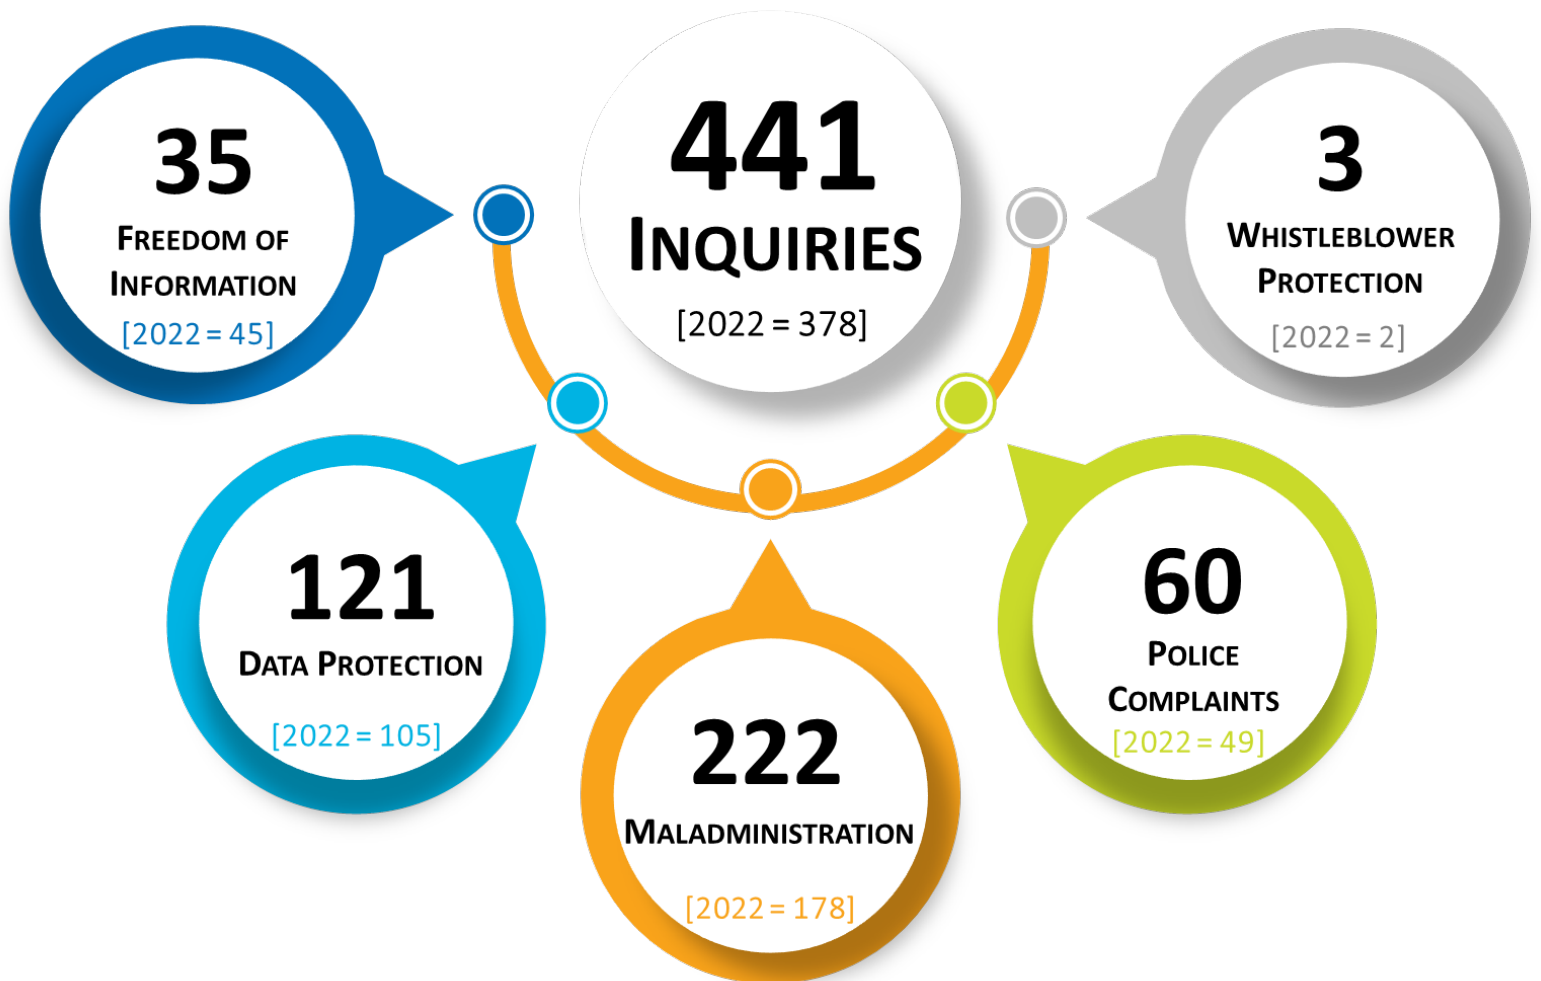 441
INQUIRIES
[2022 = 378]
35
FREEDOM OF
INFORMATION
[2022 = 45]
121
DATA PROTECTION
[2022 = 105]
222
MALADMINISTRATION
[2022 = 178]
60
POLICE
COMPLAINTS
[2022 = 49]
3
WHISTLEBLOWER
PROTECTION
[2022 = 2]